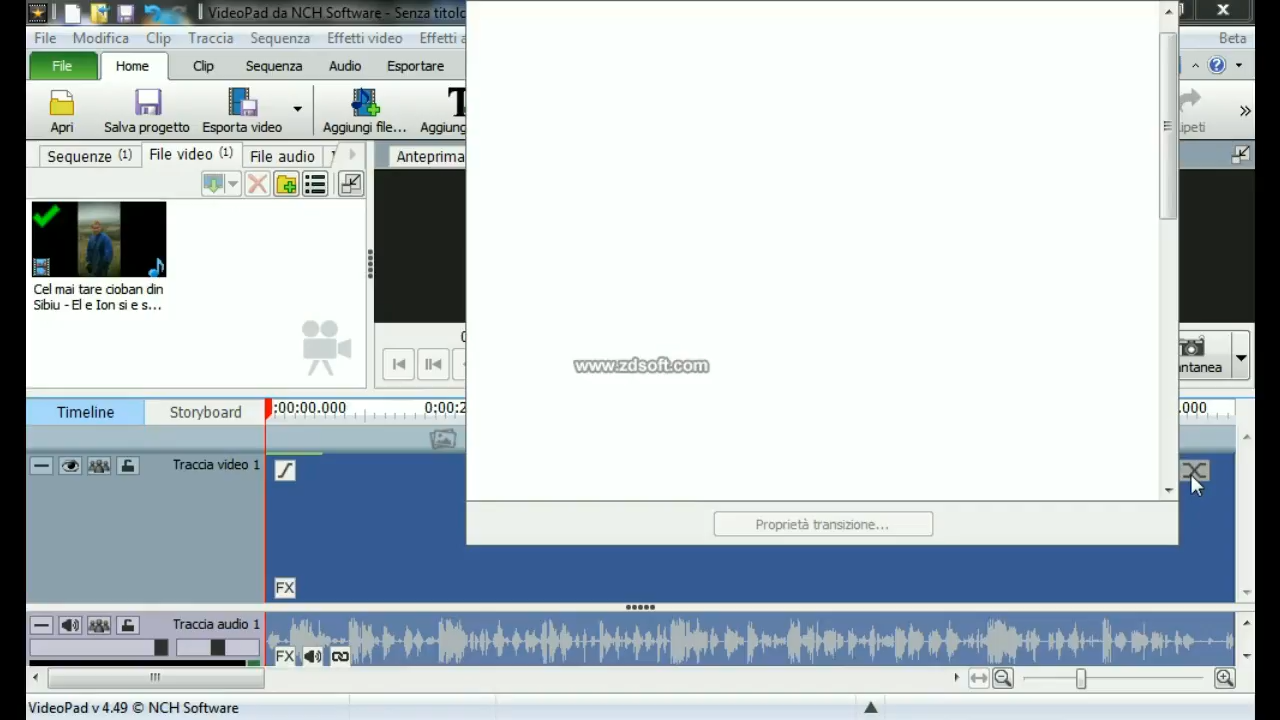 VideoPad da NCH Software - Senza titolo
File Modifica Clip Traccia Sequenza Effetti video Effetti a Beta
File Home Clip Sequenza Audio Esportare
Apri Salva progetto Esporta video Aggiungi file... Aggiung ipeti
Sequenze (1) File video (1) File audio Anteprima
Cel mai tare cioban din
Sibiu - El e Ion si e s...
www.zdsoft.com
antanea
Timeline Storyboard :00:00.000 0:00:2 .000
Traccia video 1
Proprietà transizione...
FX
Traccia audio 1
FX
VideoPad v 4.49 © NCH Software